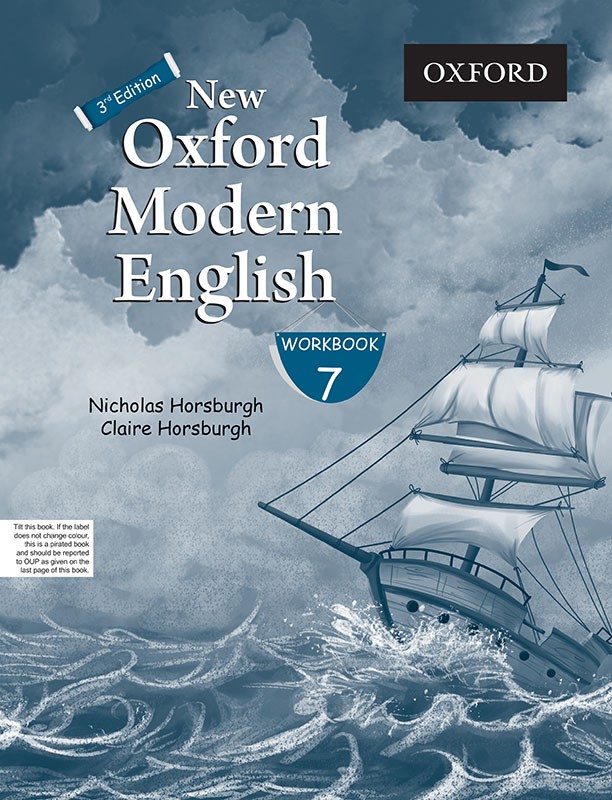 3rd Edition
OXFORD
New
Oxford
Modern
English
WORKBOOK
7
Nicholas Horsburgh
Claire Horsburgh
Tilt this book. If the label
does not change colour,
this is a pirated book
and should be reported
to OUP as given on the
last page of this book.